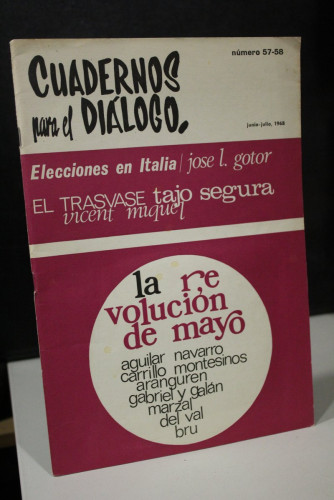 número 57-58
CUADERNOS
para el DIALOGO.
junio-julio, 1968
Elecciones en Italia / jose l. gotor
EL TRASVASE tajo segura
vicent miquel
la re
volución
de mayo
aguilar navarro
carrillo montesinos
aranguren
gabriel y galán
marzal
del val
bru